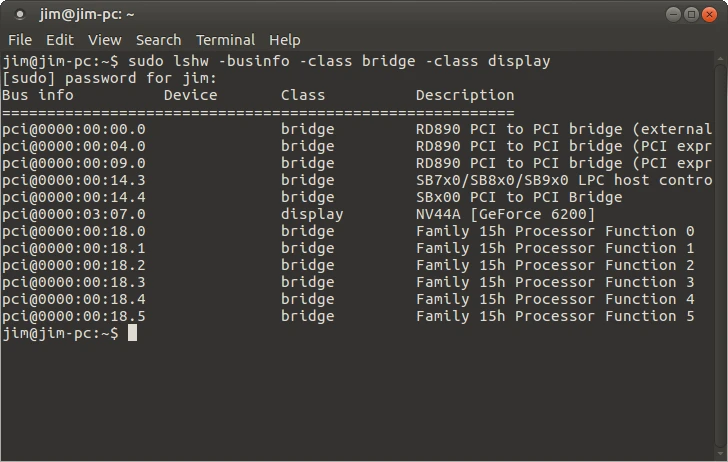 jim@jim-pc: ~
File Edit View Search Terminal Help
jim@jim-pc:~$ sudo lshw -businfo -class bridge -class display
[sudo] password for jim:
Bus info Device Class Description
=========================================================
pci@0000:00:00.0 bridge RD890 PCI to PCI bridge (external
pci@0000:00:04.0 bridge RD890 PCI to PCI bridge (PCI expr
pci@0000:00:09.0 bridge RD890 PCI to PCI bridge (PCI expr
pci@0000:00:14.3 bridge SB7x0/SB8x0/SB9x0 LPC host contro
pci@0000:00:14.4 bridge SBx00 PCI to PCI Bridge
pci@0000:03:07.0 display NV44A [GeForce 6200]
pci@0000:00:18.0 bridge Family 15h Processor Function 0
pci@0000:00:18.1 bridge Family 15h Processor Function 1
pci@0000:00:18.2 bridge Family 15h Processor Function 2
pci@0000:00:18.3 bridge Family 15h Processor Function 3
pci@0000:00:18.4 bridge Family 15h Processor Function 4
pci@0000:00:18.5 bridge Family 15h Processor Function 5
jim@jim-pc:~$